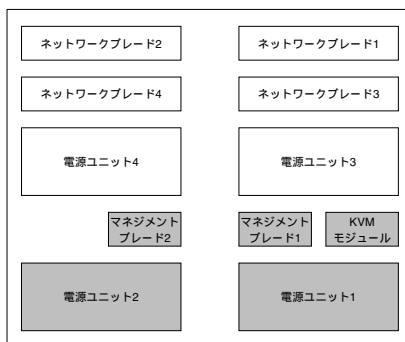 ネットワークブレード2
ネットワークブレード1
ネットワークブレード4
ネットワークブレード3
電源ユニット4
電源ユニット3
マネジメント
ブレード2
マネジメント
ブレード1
KVM
モジュール
電源ユニット2
電源ユニット1